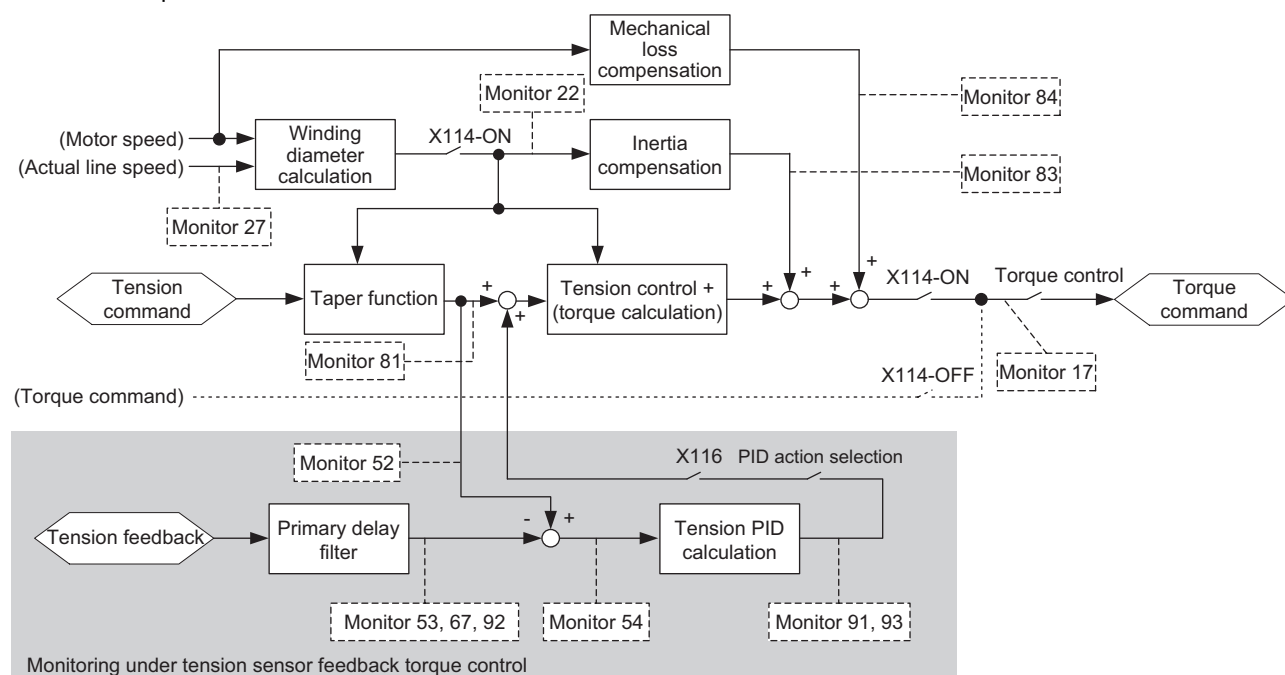 Mechanical
loss
compensation
Monitor 22
Monitor 84
(Motor speed)
Winding
diameter
calculation
X114-ON
Inertia
compensation
(Actual line speed)
Monitor 83
Monitor 27
+
+
X114-ON
Torque control
Tension
command
Taper function
+
+
Tension control +
(torque calculation)
+
+
Torque
command
Monitor 81
Monitor 17
X114-OFF
(Torque command)
Monitor 52
X116
PID action selection
Tension feedback
Primary delay
filter
-
+
Tension PID
calculation
Monitor 53, 67, 92
Monitor 54
Monitor 91, 93
Monitoring under tension sensor feedback torque control